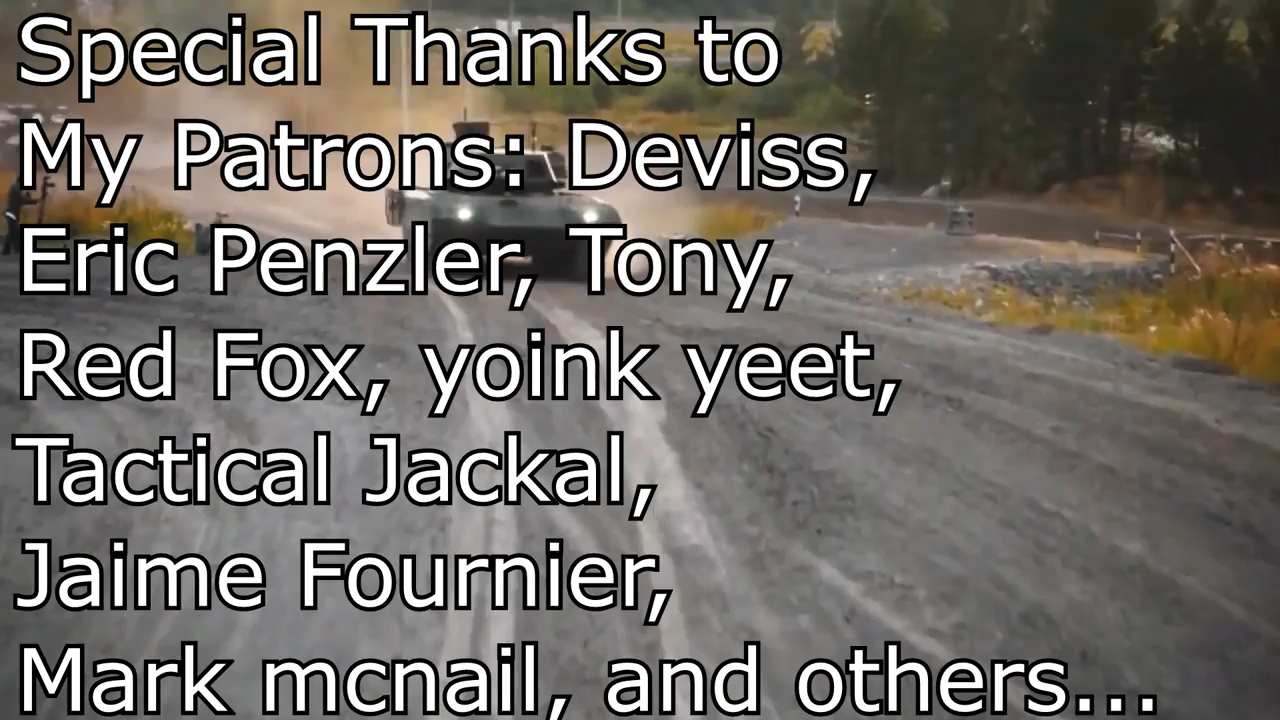 Special Thanks to
My Patrons: Deviss,
Eric Penzler, Tony,
Red Fox, yoink yeet,
Tactical Jackal,
Jaime Fournier,
Mark mcnail, and others...